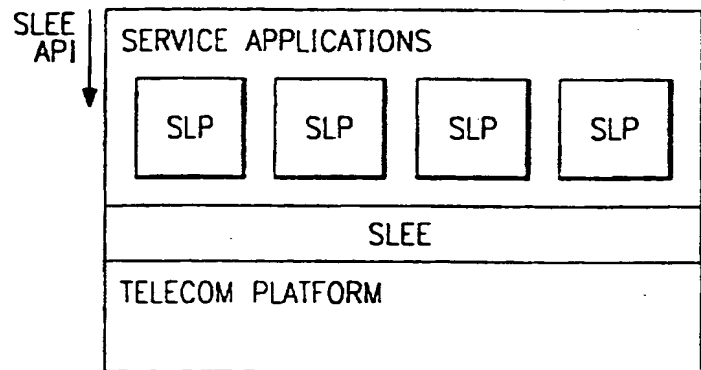 SLEE
API
SERVICE APPLICATIONS
SLP SLP SLP SLP
SLEE
TELECOM PLATFORM